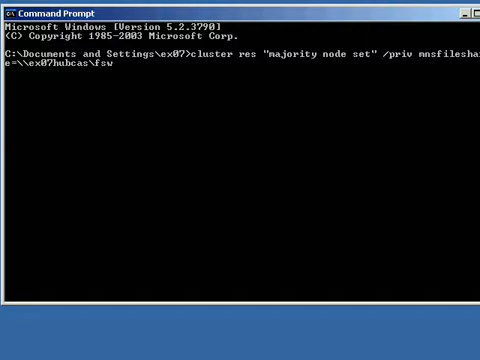 Command Prompt
Microsoft Windows [Version 5.2.3790]
(C) Copyright 1985-2003 Microsoft Corp.
C:\Documents and Settings\ex07>cluster res "majority node set" /priv mnsfileshar
e=\\ex07hubcas\fsw